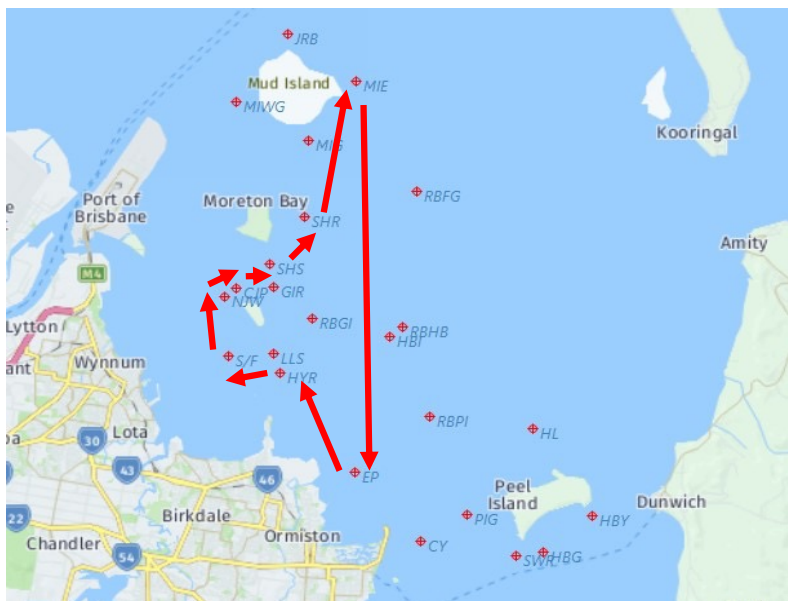 JRB
Mud Island
MIE
MIWG
Kooringal
MIG
RBFG
Port of
Brisbane
Moreton Bay
SHR
Amity
M4
SHS
CJP
GIR
NJW
RBGI
RBHB
HBI
Lytton
S/F
LLS
Wynnum
HYR
ant
RBPI
HL
Lota
30
43
46
EP
Peel
Island
Dunwich
22
Birkdale
PIG
HBY
Ormiston
Chandler
CY
54
SWR
HBG